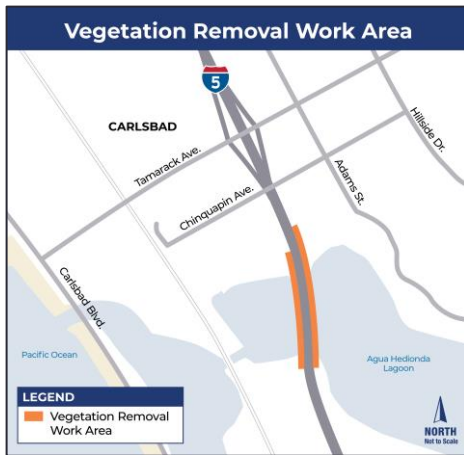 Vegetation Removal Work Area
5
CARLSBAD
Hillside Dr.
Tamarack Ave.
Adams St.
Chinquapin Ave.
Carlsbad Blvd.
Pacific Ocean
Agua Hedionda
Lagoon
LEGEND
Vegetation Removal
Work Area
NORTH
Not to Scale